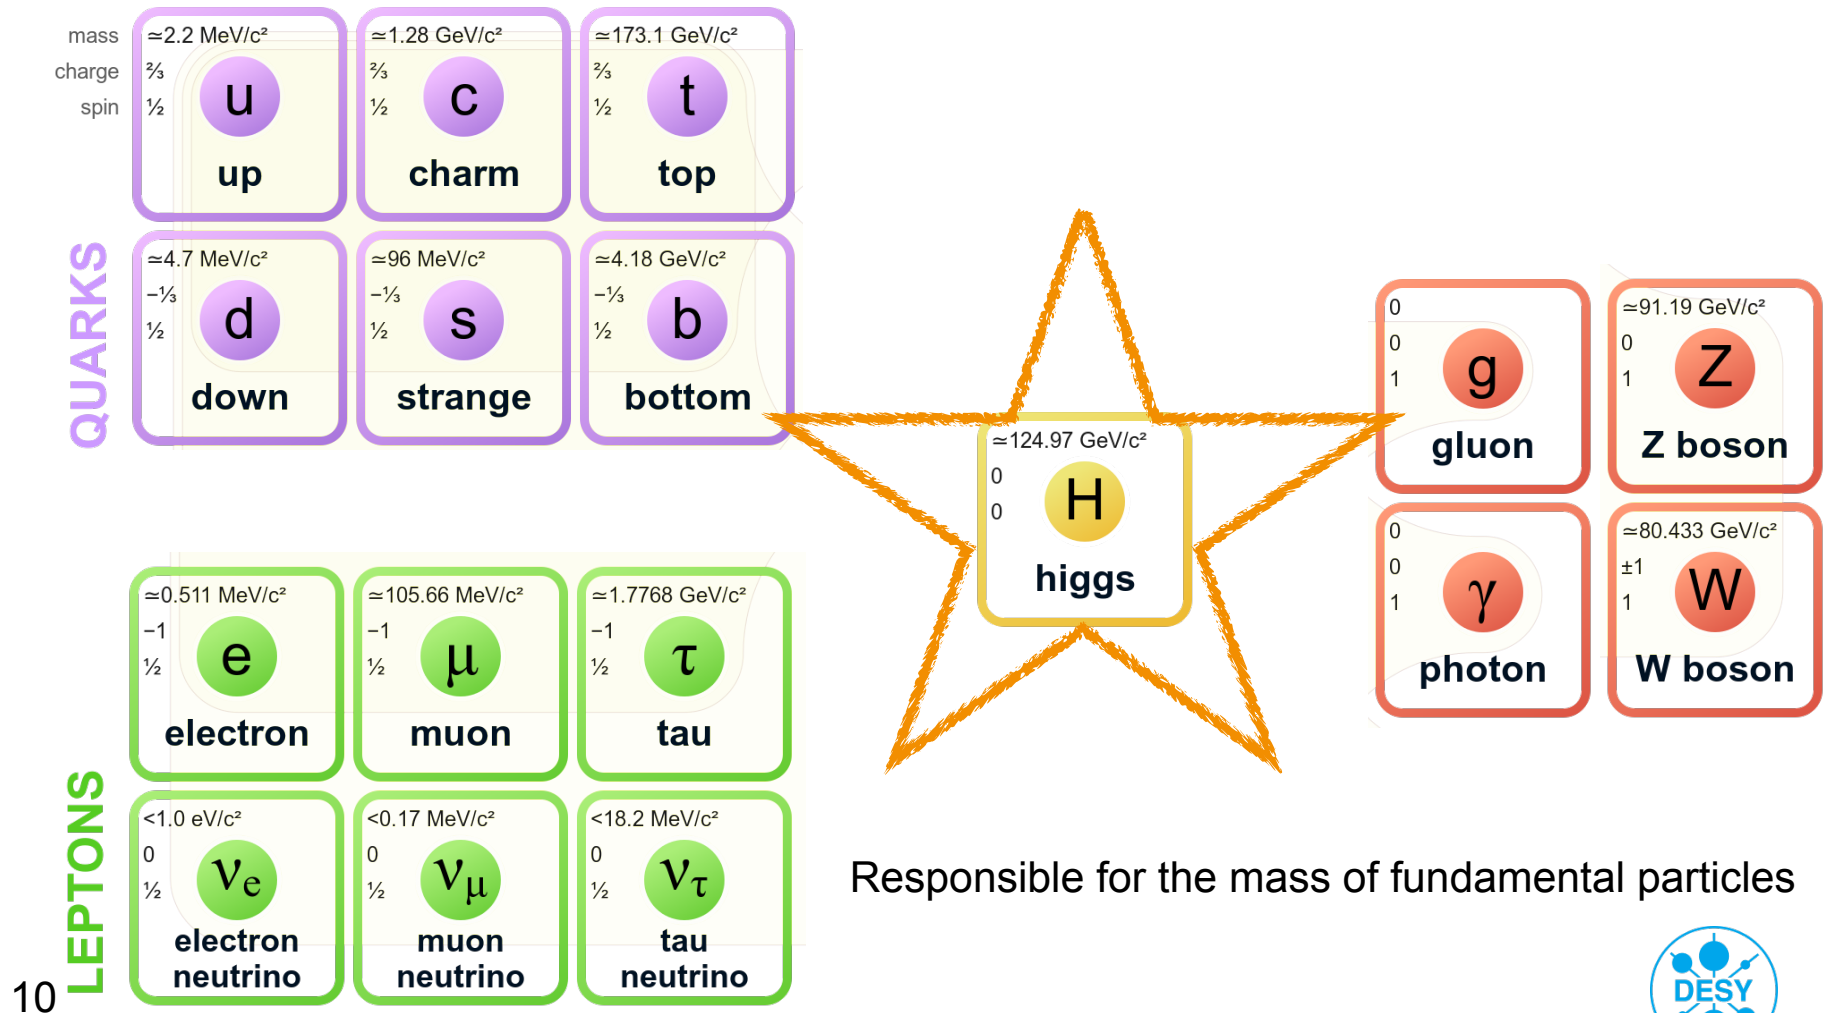 mass
charge
spin
≃2.2 MeV/c²
⅔
½
u
up
≃1.28 GeV/c²
⅔
½
c
charm
≃173.1 GeV/c²
⅔
½
t
top
QUARKS
≃4.7 MeV/c²
−⅓
½
d
down
≃96 MeV/c²
−⅓
½
s
strange
≃4.18 GeV/c²
−⅓
½
b
bottom
≃124.97 GeV/c²
0
0
H
higgs
0
0
1
g
gluon
≃91.19 GeV/c²
0
1
Z
Z boson
0
0
1
γ
photon
≃80.433 GeV/c²
±1
1
W
W boson
LEPTONS
≃0.511 MeV/c²
−1
½
e
electron
≃105.66 MeV/c²
−1
½
μ
muon
≃1.7768 GeV/c²
−1
½
τ
tau
<1.0 eV/c²
0
½
νe
electron
neutrino
<0.17 MeV/c²
0
½
νμ
muon
neutrino
<18.2 MeV/c²
0
½
ντ
tau
neutrino
Responsible for the mass of fundamental particles
DESY
10